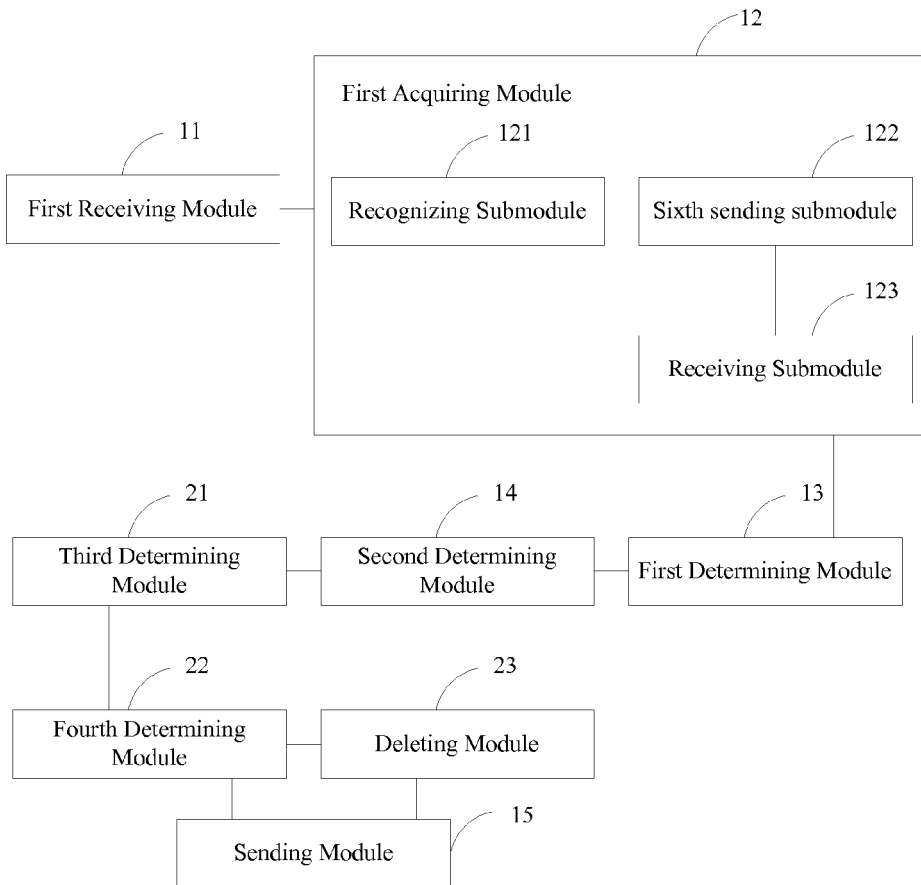 12
First Acquiring Module
11
121
122
First Receiving Module
Recognizing Submodule
Sixth sending submodule
123
Receiving Submodule
21
14
13
Third Determining
Module
Second Determining
Module
First Determining Module
22
23
Fourth Determining
Module
Deleting Module
15
Sending Module